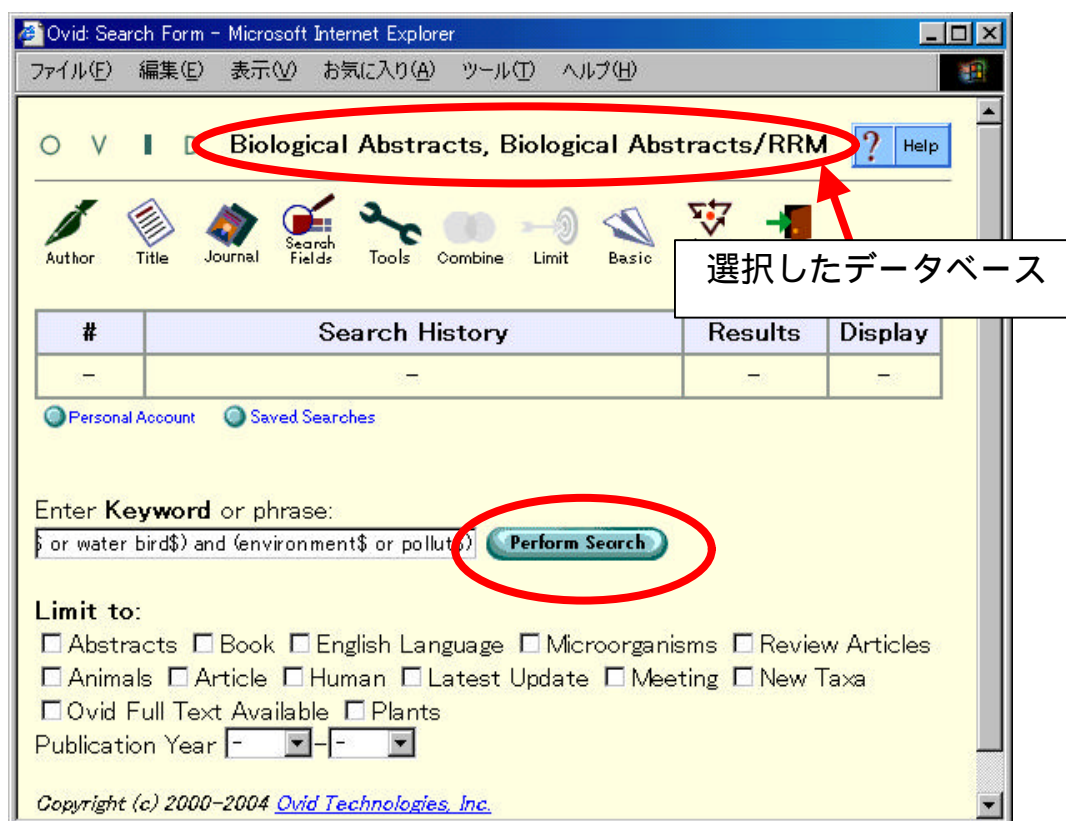 Ovid: Search Form - Microsoft Internet Explorer
ファイル(F) 編集(E) 表示(V) お気に入り(A) ツール(T) ヘルプ(H)
O V I D Biological Abstracts, Biological Abstracts/RRM ? Help
Author Title Journal Search Fields Tools Combine Limit Basic
選択したデータベース
# Search History Results Display
- - - -
Personal Account Saved Searches
Enter Keyword or phrase:
$ or water bird$) and (environment$ or pollut$) Perform Search
Limit to:
Abstracts Book English Language Microorganisms Review Articles
Animals Article Human Latest Update Meeting New Taxa
Ovid Full Text Available Plants
Publication Year - - -
Copyright (c) 2000-2004 Ovid Technologies, Inc.